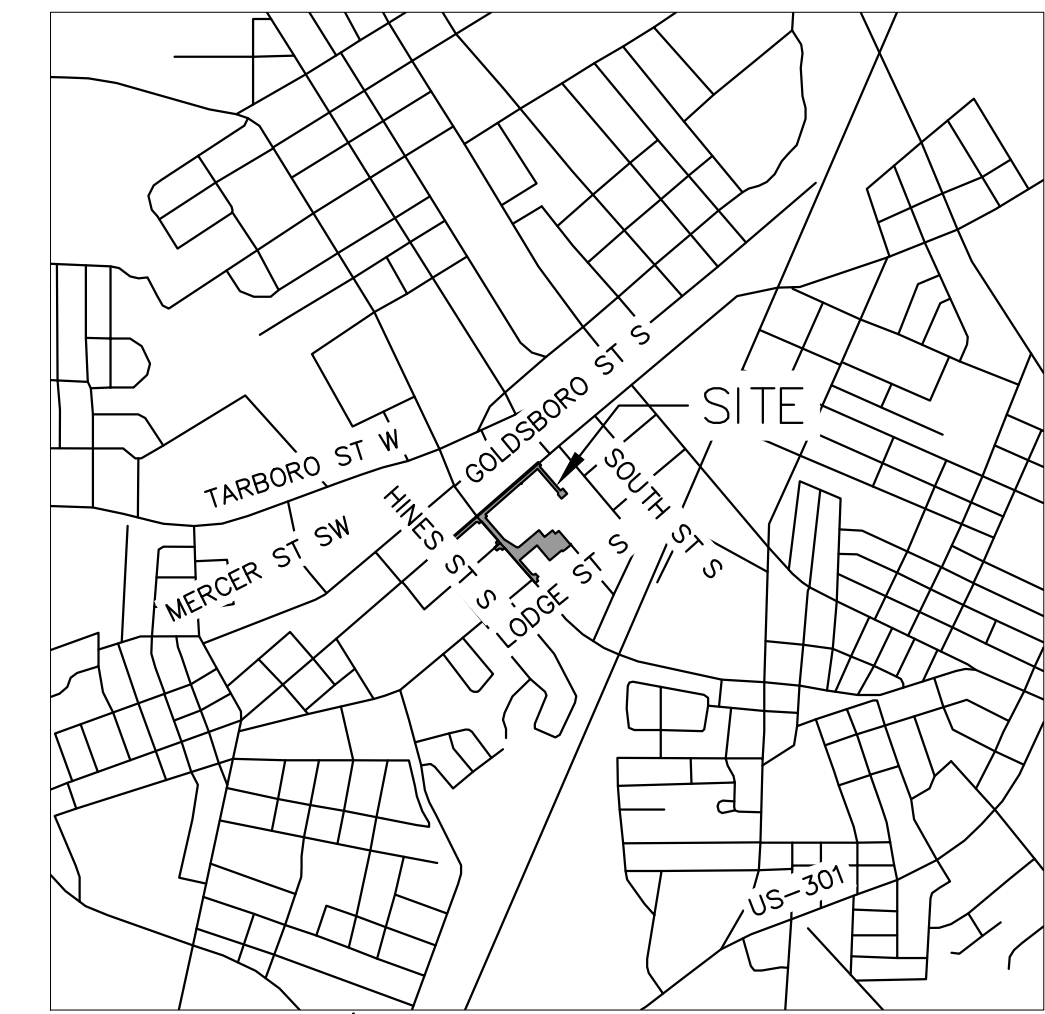 GOLDSBORO ST S
SITE
TARBORO ST W
SOUTH ST S
HINES ST S
MERCER ST SW
LODGE ST S
US-301